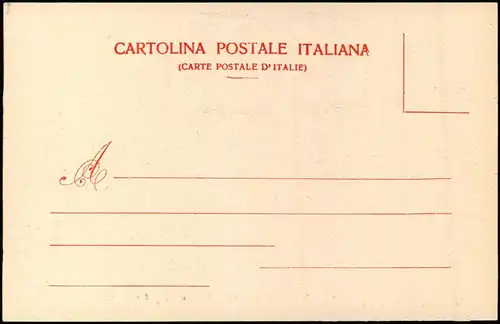 CARTOLINA POSTALE ITALIANA
(CARTE POSTALE D'ITALIE)
A